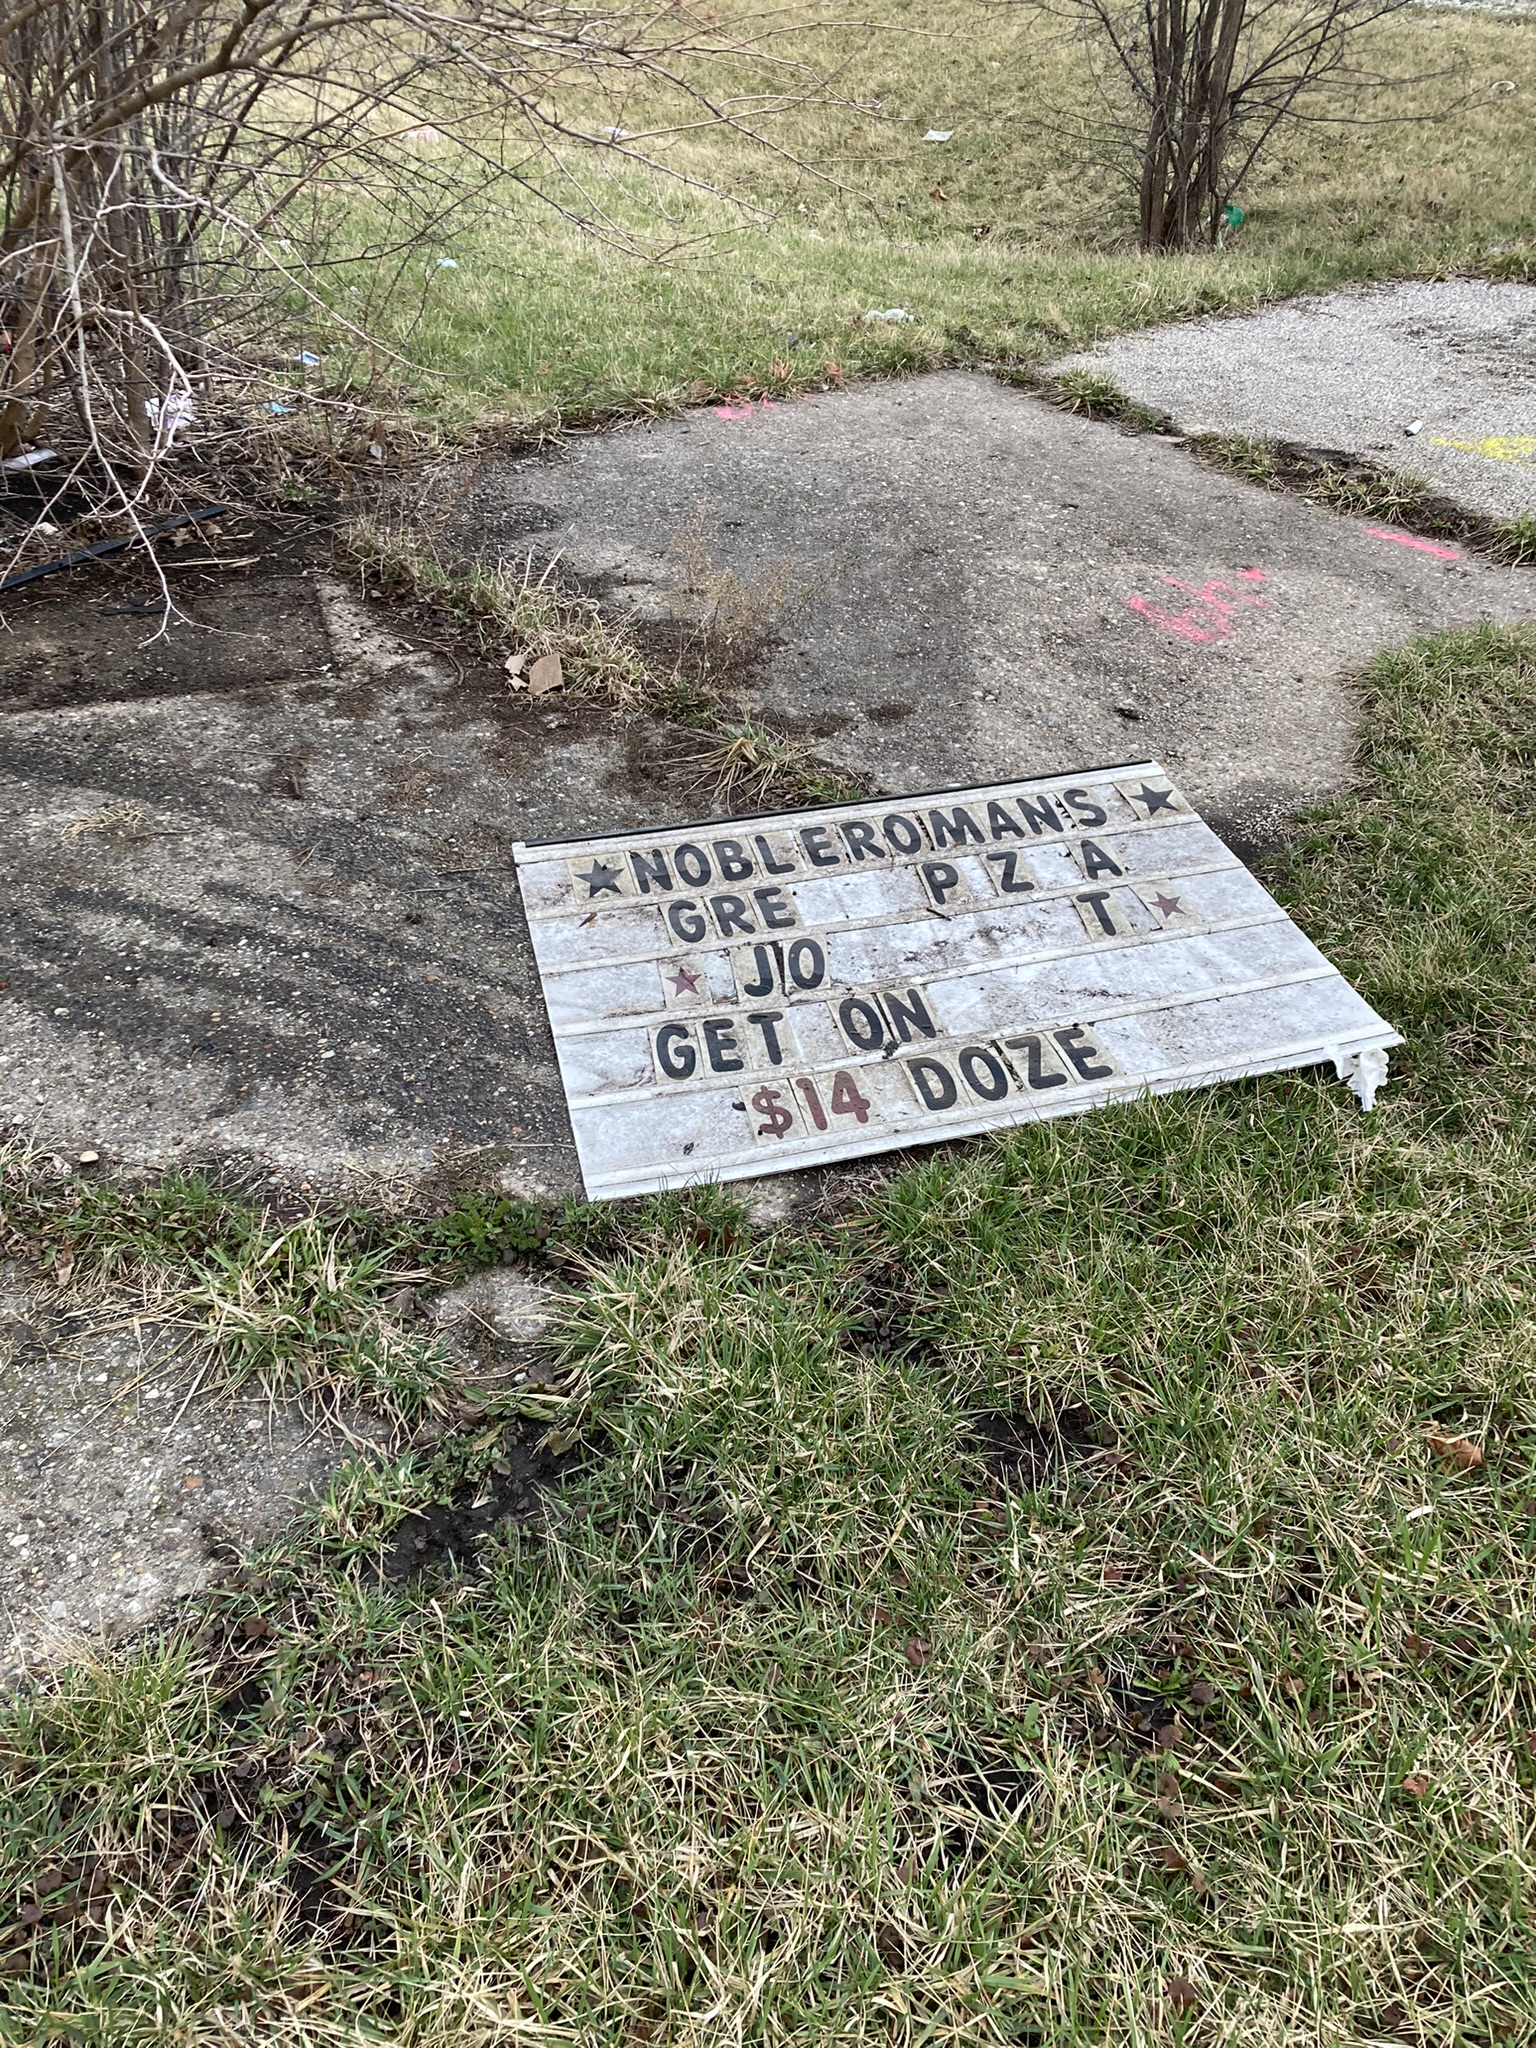 ★NOBLEROMANS★
GRE P Z A
★ JO T★
GET ON
$14 DOZE